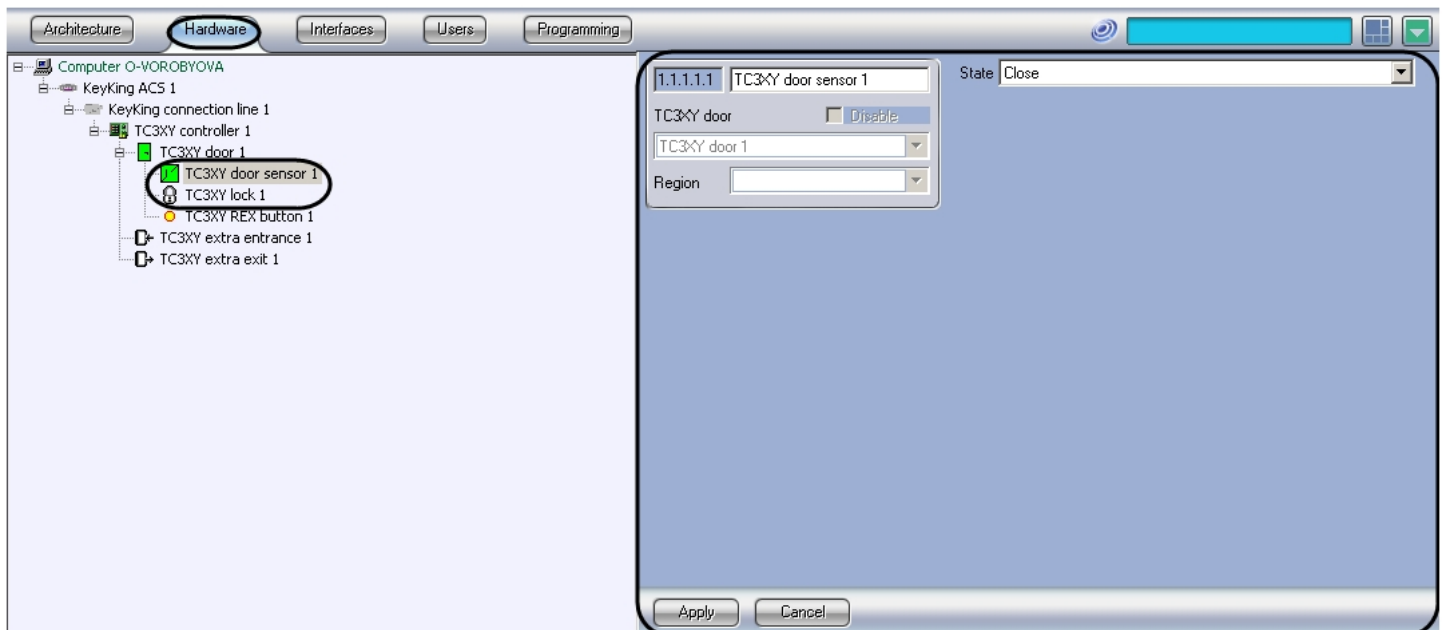 Architecture Hardware Interfaces Users Programming
Computer O-VOROBYOVA
KeyKing ACS 1
KeyKing connection line 1
TC3XY controller 1
TC3XY door 1
TC3XY door sensor 1
TC3XY lock 1
TC3XY REX button 1
TC3XY extra entrance 1
TC3XY extra exit 1
1.1.1.1.1 TC3XY door sensor 1
TC3XY door Disable
TC3XY door 1
Region
State Close
Apply Cancel